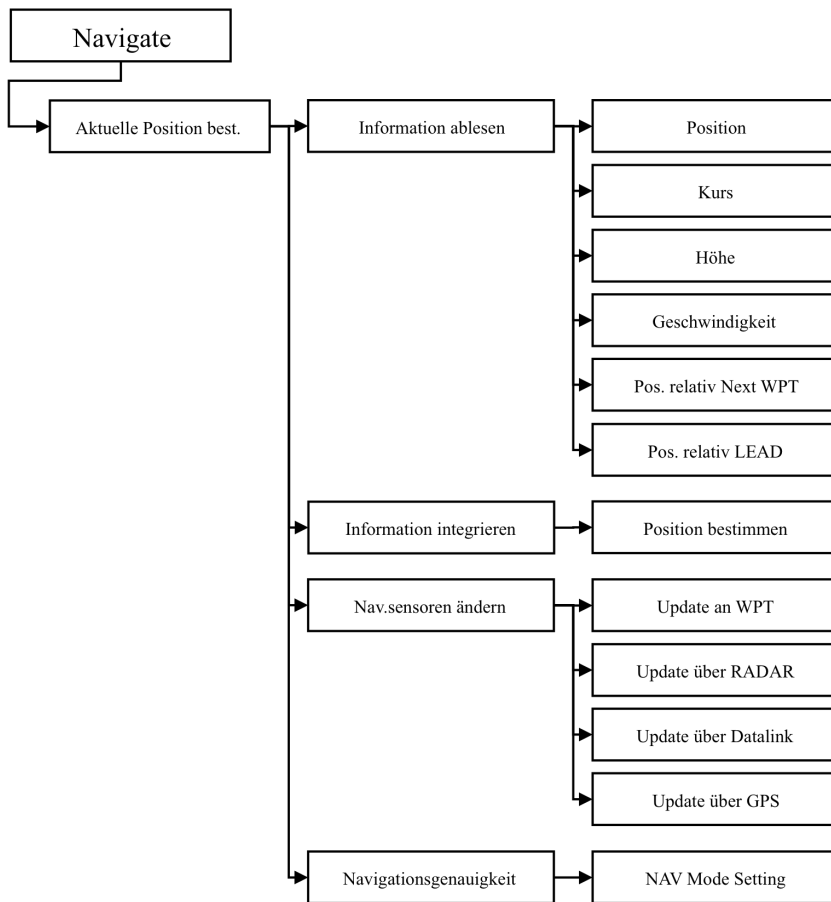 Navigate
Aktuelle Position best.
Information ablesen
Position
Kurs
Höhe
Geschwindigkeit
Pos. relativ Next WPT
Pos. relativ LEAD
Information integrieren
Position bestimmen
Nav.sensoren ändern
Update an WPT
Update über RADAR
Update über Datalink
Update über GPS
Navigationsgenauigkeit
NAV Mode Setting